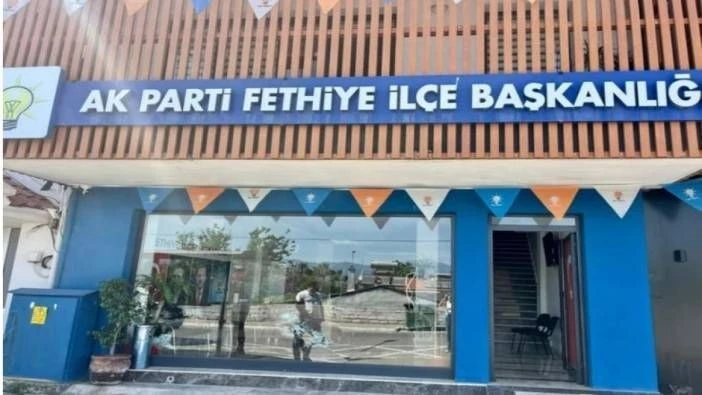 AK PARTİ FETHİYE İLÇE BAŞKANLIĞ